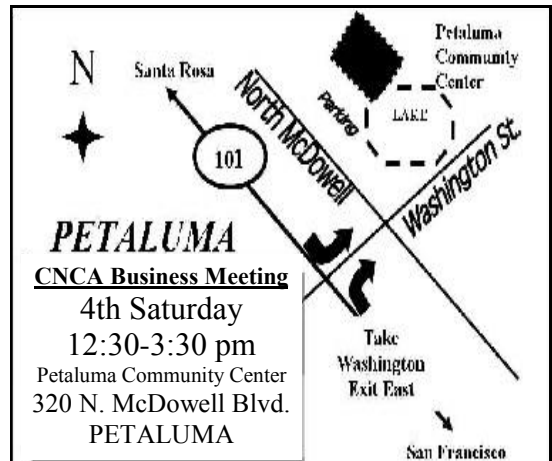 N
Santa Rosa
101
North McDowell
Parking
LAKE
Petaluma
Community
Center
Washington St.
PETALUMA
CNCA Business Meeting
4th Saturday
12:30-3:30 pm
Petaluma Community Center
320 N. McDowell Blvd.
PETALUMA
Take
Washington
Exit East
San Francisco